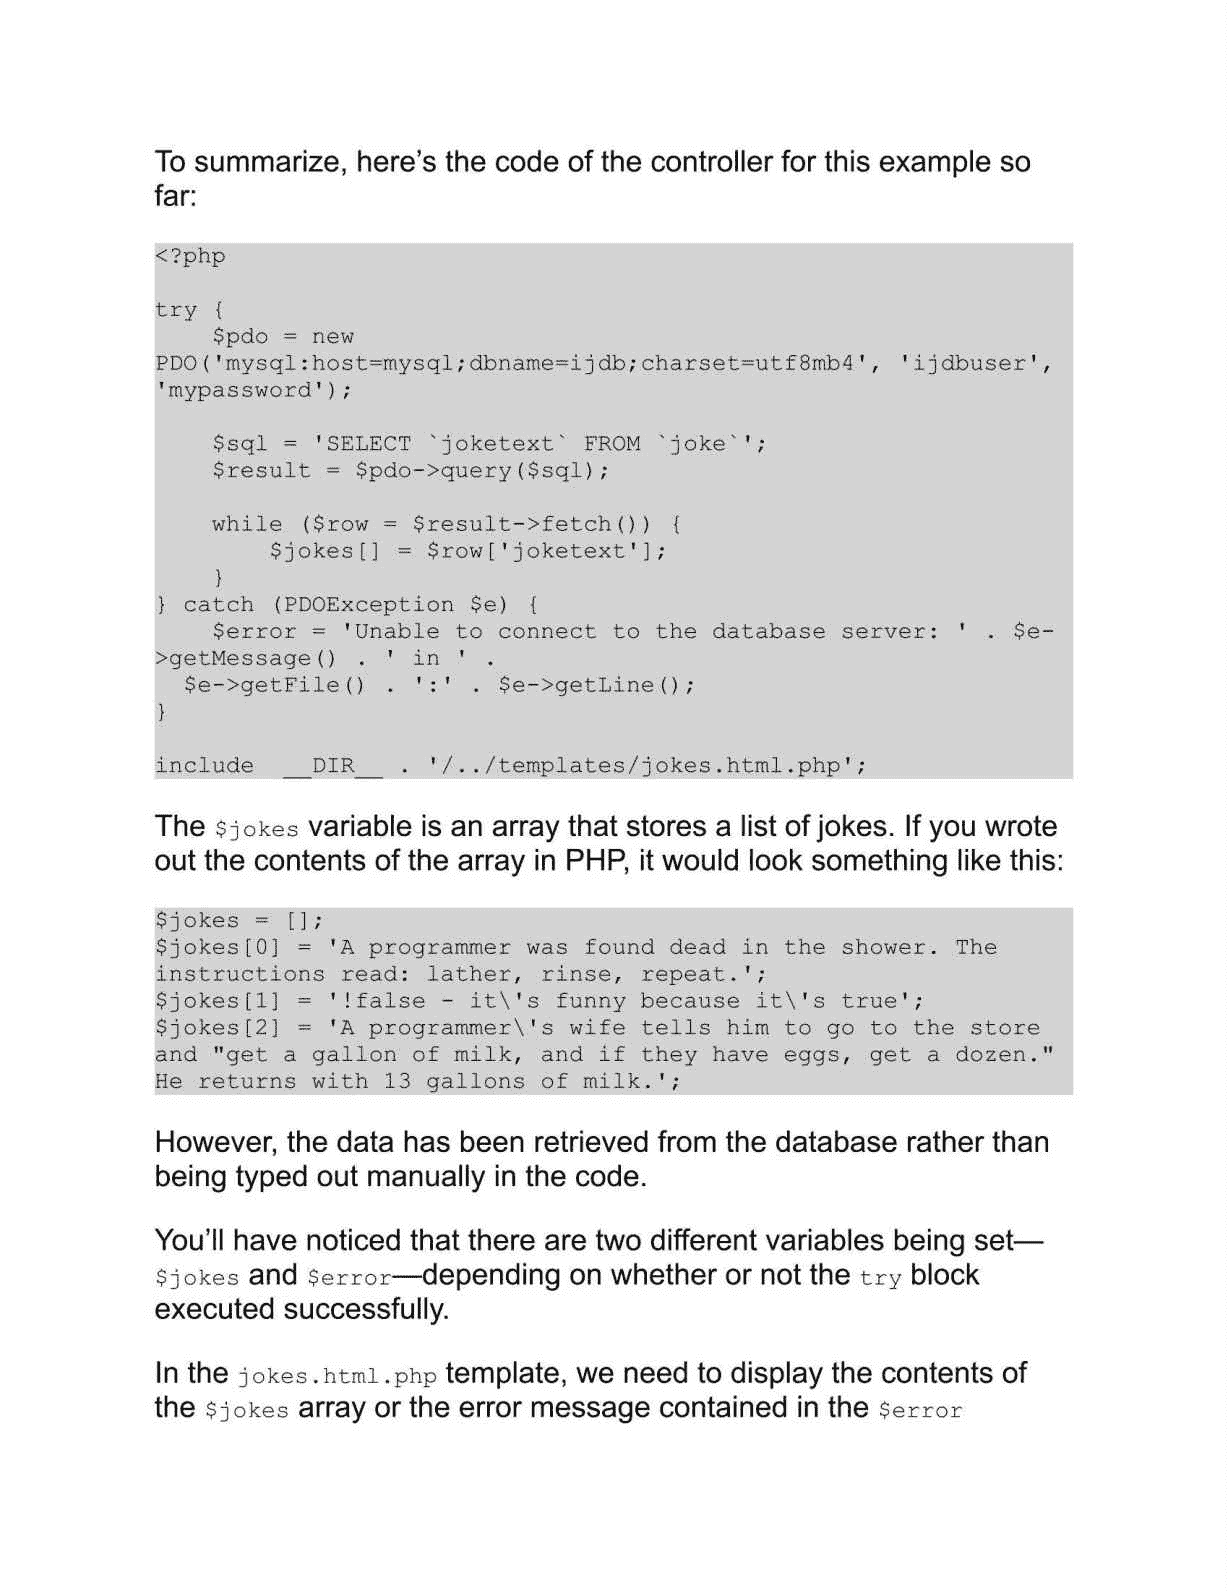 To summarize, here’s the code of the controller for this example so
far:
<?php
try {
    $pdo = new
PDO('mysql:host=mysql;dbname=ijdb;charset=utf8mb4', 'ijdbuser',
'mypassword');
    $sql = 'SELECT `joketext` FROM `joke`';
    $result = $pdo->query($sql);
    while ($row = $result->fetch()) {
        $jokes[] = $row['joketext'];
    }
} catch (PDOException $e) {
    $error = 'Unable to connect to the database server: ' . $e-
>getMessage() . ' in ' .
  $e->getFile() . ':' . $e->getLine();
}
include  __DIR__ . '/../templates/jokes.html.php';
The $jokes variable is an array that stores a list of jokes. If you wrote
out the contents of the array in PHP, it would look something like this:
$jokes = [];
$jokes[0] = 'A programmer was found dead in the shower. The
instructions read: lather, rinse, repeat.';
$jokes[1] = '!false - it\'s funny because it\'s true';
$jokes[2] = 'A programmer\'s wife tells him to go to the store
and "get a gallon of milk, and if they have eggs, get a dozen."
He returns with 13 gallons of milk.';
However, the data has been retrieved from the database rather than
being typed out manually in the code.
You’ll have noticed that there are two different variables being set—
$jokes and $error—depending on whether or not the try block
executed successfully.
In the jokes.html.php template, we need to display the contents of
the $jokes array or the error message contained in the $error